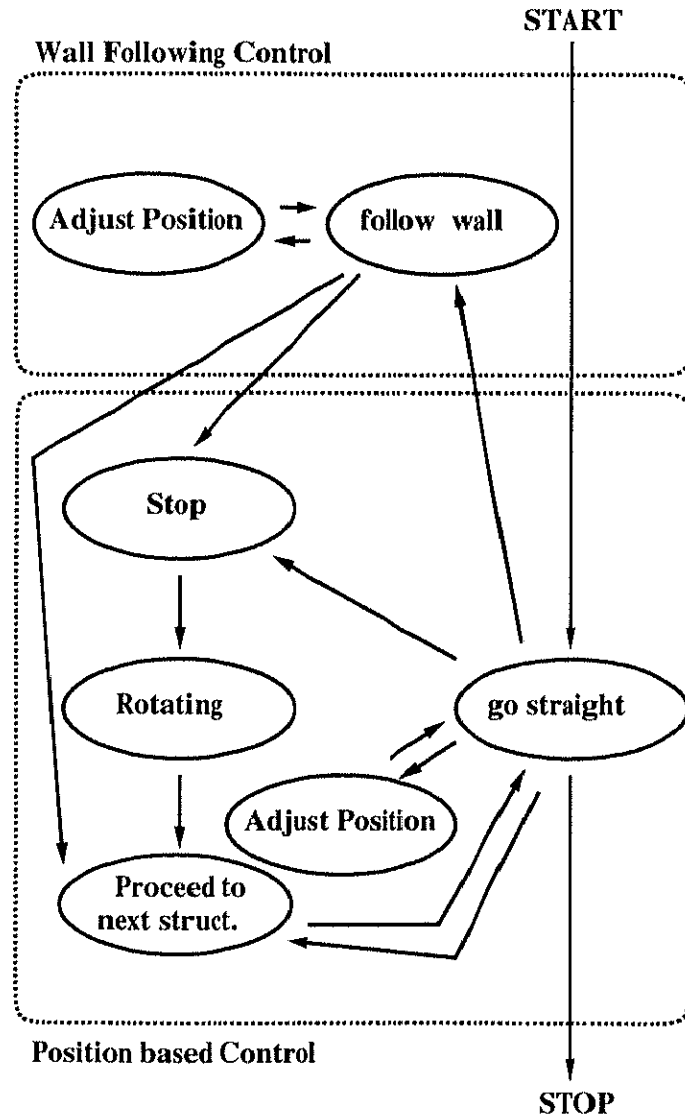 START
Wall Following Control
Adjust Position
follow wall
Stop
Rotating
go straight
Adjust Position
Proceed to
next struct.
Position based Control
STOP